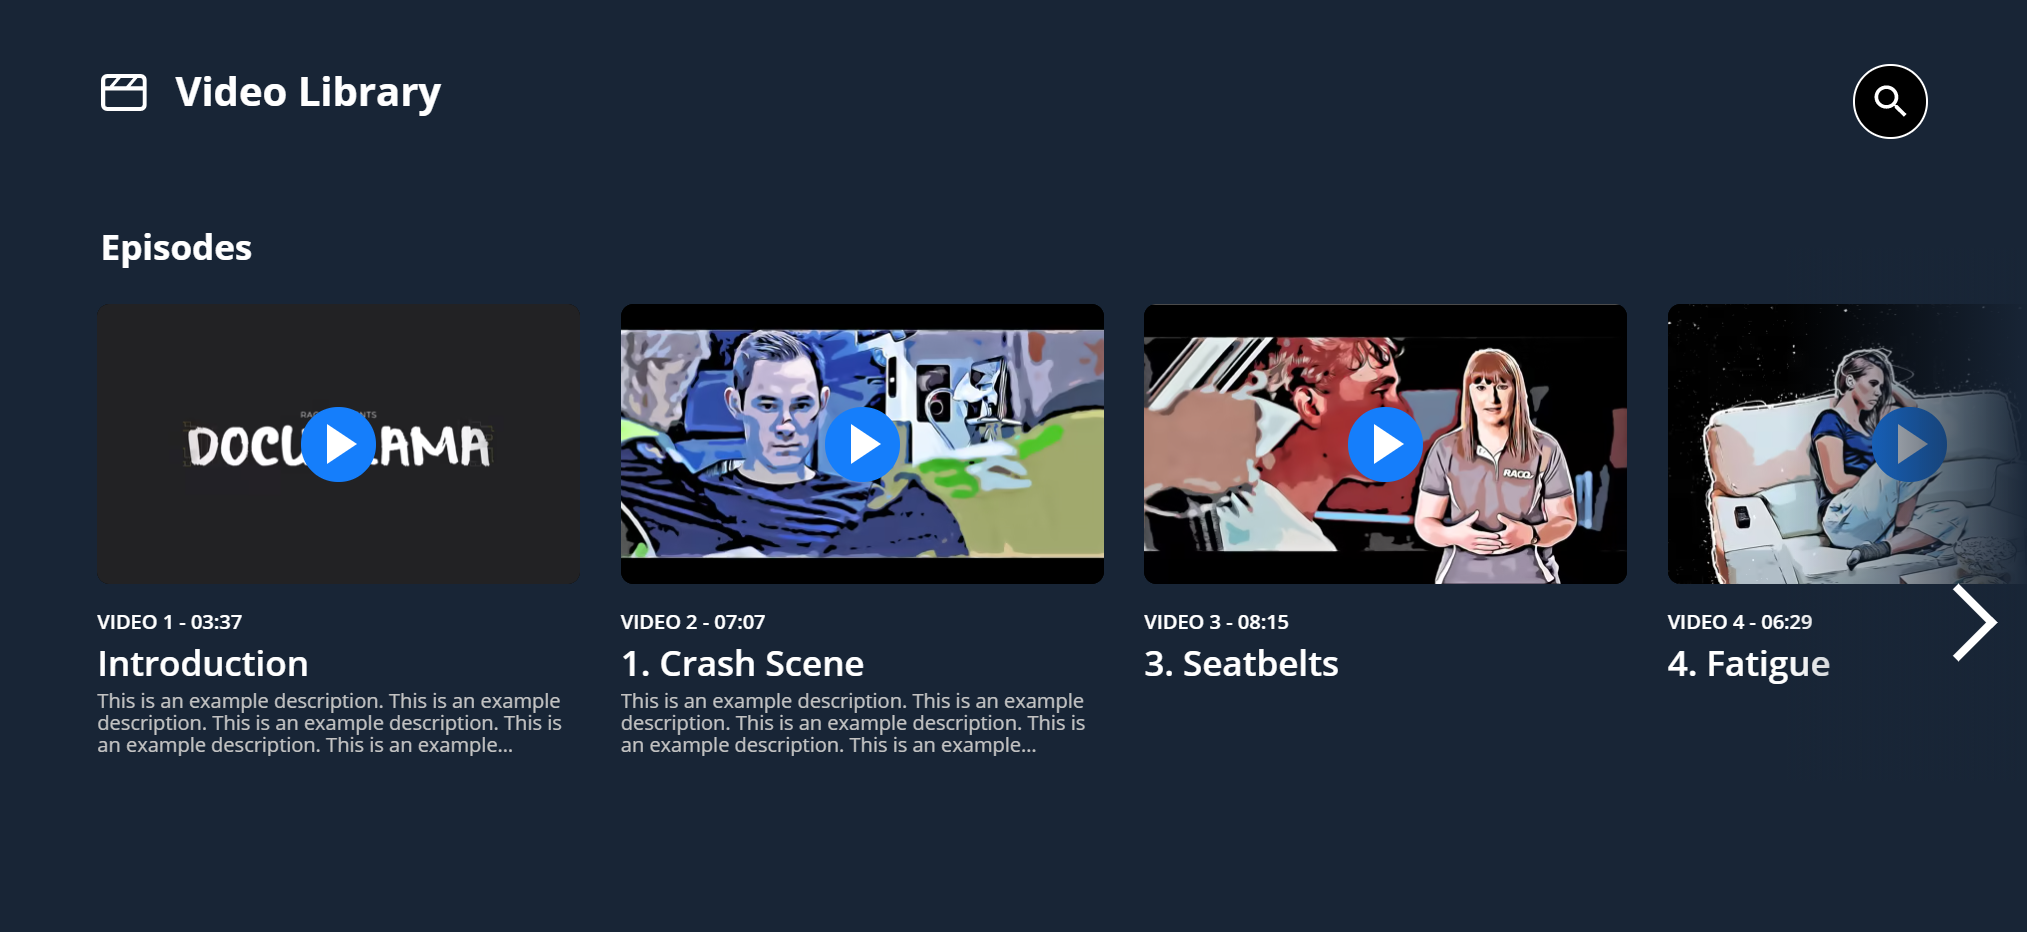 Video Library
Episodes
RACQ
VIDEO 1 - 03:37
VIDEO 2 - 07:07
VIDEO 3 - 08:15
VIDEO 4 - 06:29
Introduction
1. Crash Scene
3. Seatbelts
4. Fatigue
This is an example description. This is an example
description. This is an example description. This is
an example description. This is an example...
This is an example description. This is an example
description. This is an example description. This is
an example description. This is an example...